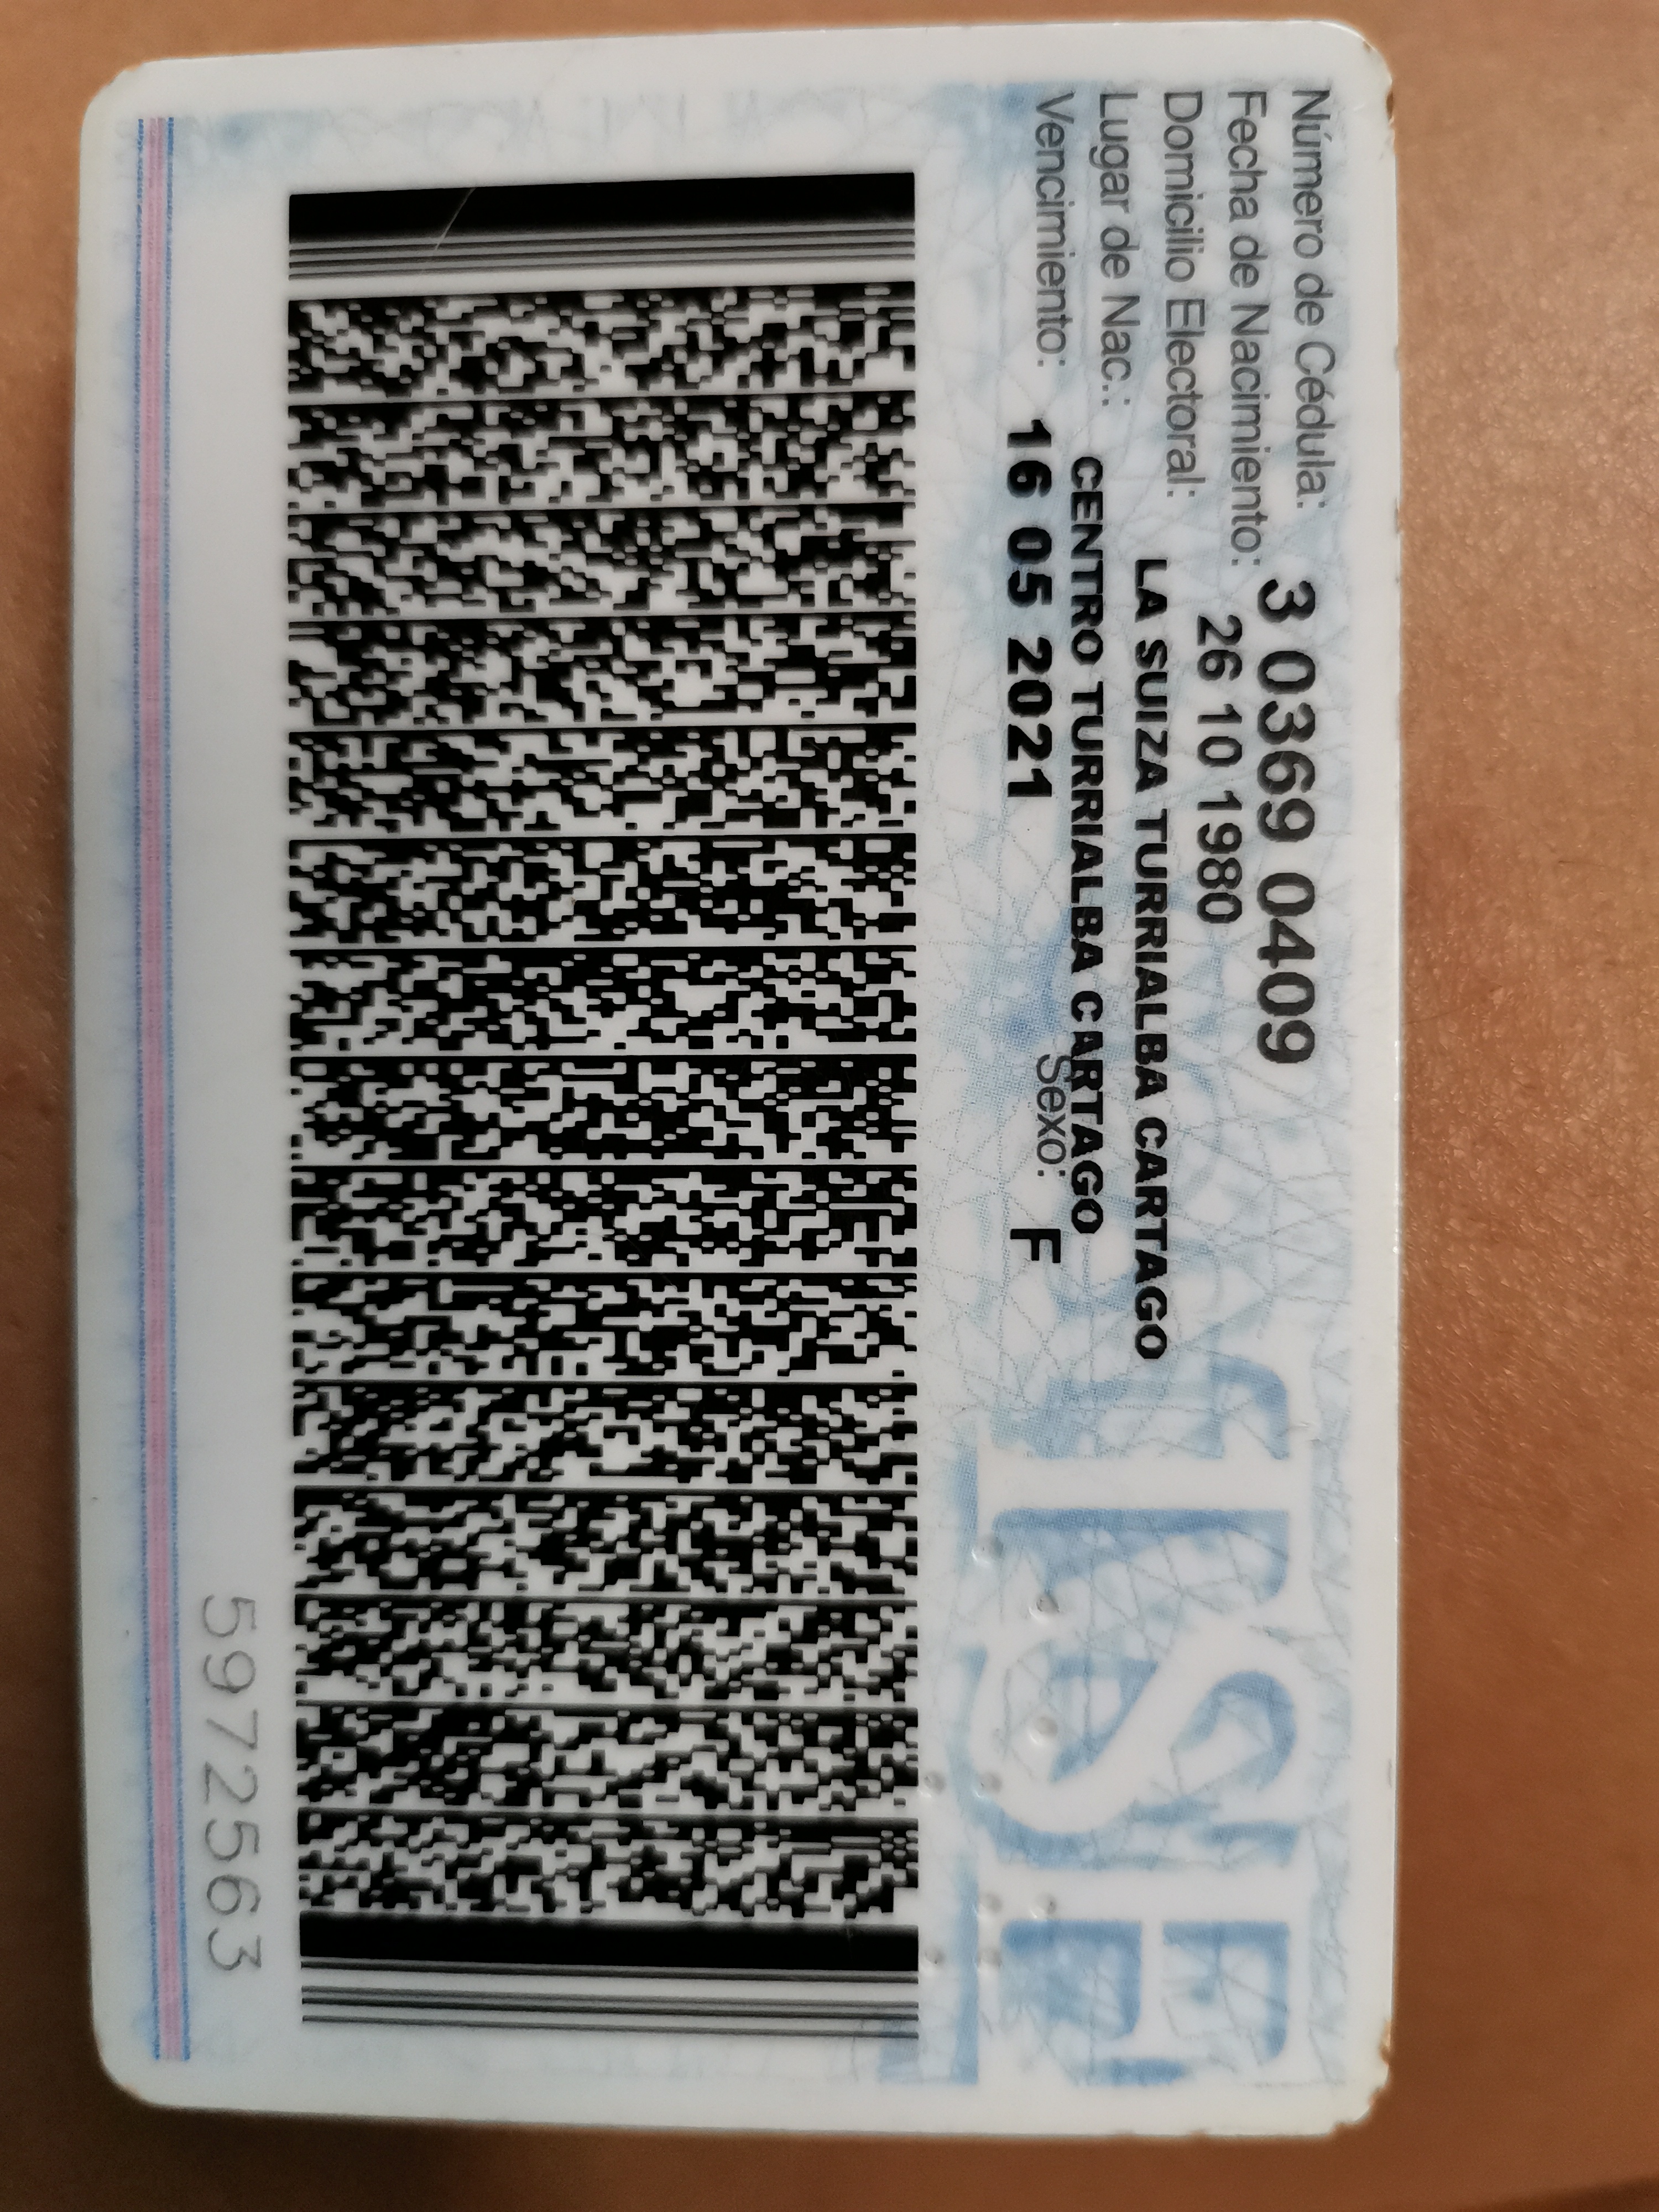 Número de Cédula: 3 0369 0409
Fecha de Nacimiento: 26 10 1980
Domicilio Electoral: LA SUIZA TURRIALBA CARTAGO
Lugar de Nac.: CENTRO TURRIALBA CARTAGO
Vencimiento: 16 05 2021 Sexo: F
TSE
5972563